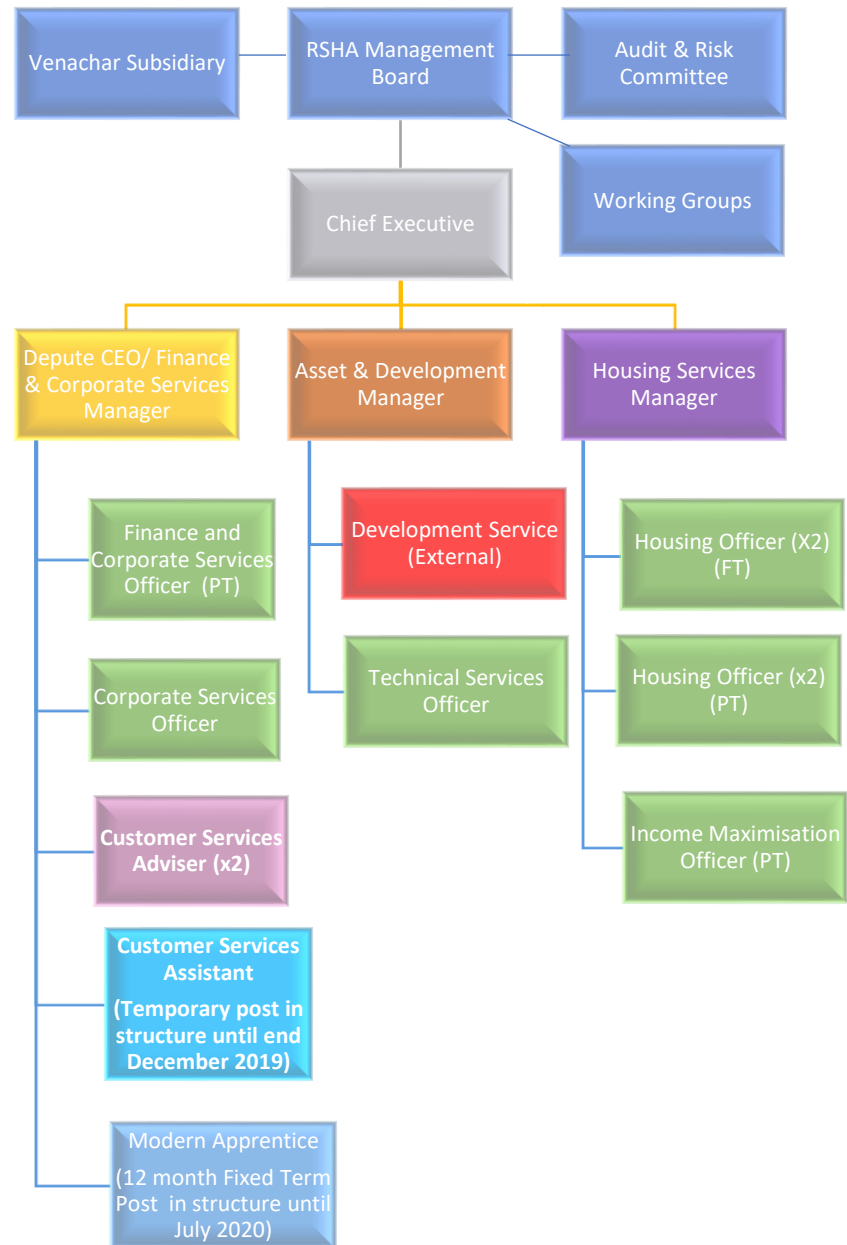 Venachar Subsidiary
RSHA Management
Board
Audit & Risk
Committee
Working Groups
Chief Executive
Depute CEO/ Finance
& Corporate Services
Manager
Asset & Development
Manager
Housing Services
Manager
Finance and
Corporate Services
Officer (PT)
Development Service
(External)
Housing Officer (X2)
(FT)
Corporate Services
Officer
Technical Services
Officer
Housing Officer (x2)
(PT)
Customer Services
Adviser (x2)
Income Maximisation
Officer (PT)
Customer Services
Assistant
(Temporary post in
structure until end
December 2019)
Modern Apprentice
(12 month Fixed Term
Post in structure until
July 2020)